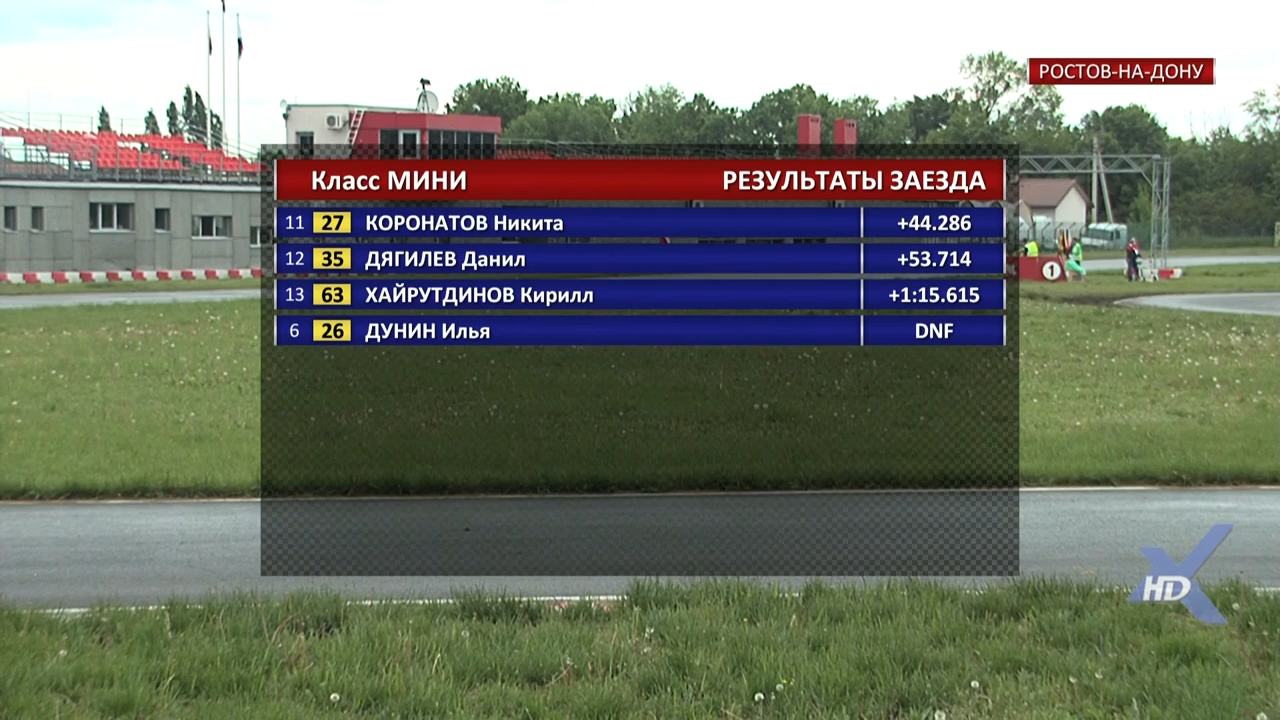 РОСТОВ-НА-ДОНУ
Класс МИНИ РЕЗУЛЬТАТЫ ЗАЕЗДА
11 27 КОРОНАТОВ Никита +44.286
12 35 ДЯГИЛЕВ Данил +53.714
13 63 ХАЙРУТДИНОВ Кирилл +1:15.615
6 26 ДУНИН Илья DNF
1
X HD